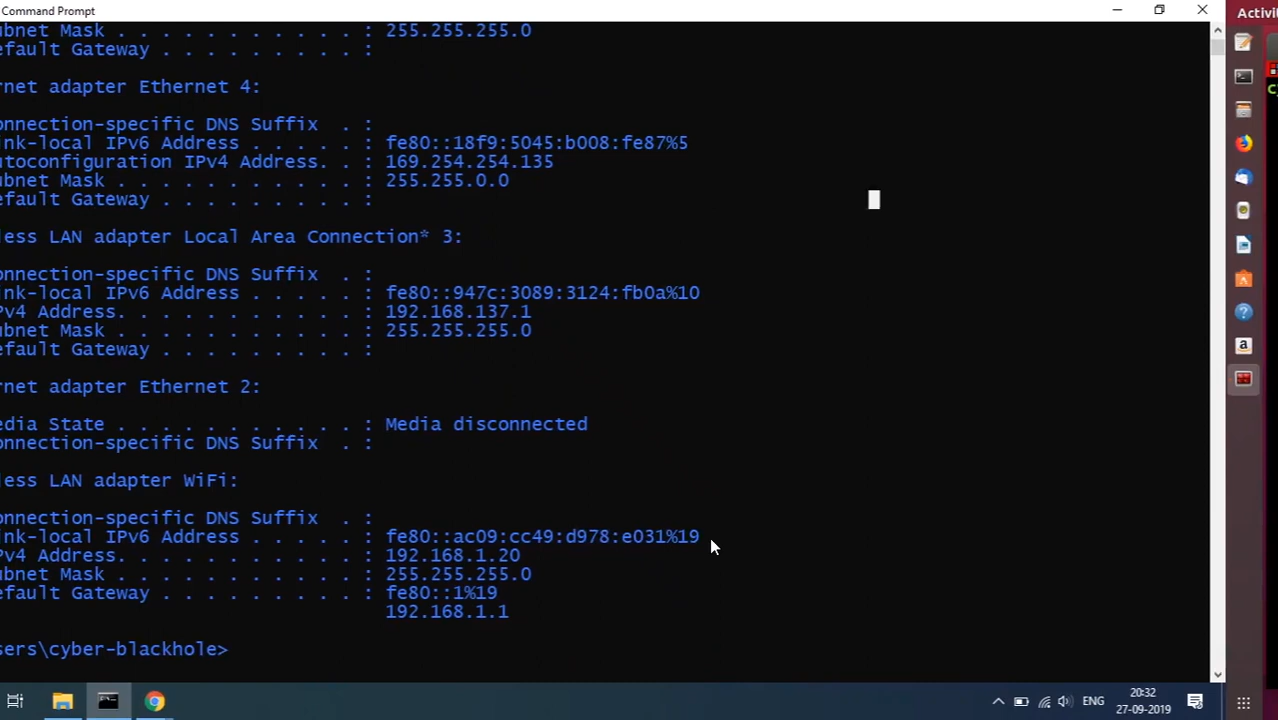 Command Prompt
ubnet Mask . . . . . . . . . . . : 255.255.255.0
efault Gateway . . . . . . . . . :
rnet adapter Ethernet 4:
onnection-specific DNS Suffix  . :
ink-local IPv6 Address . . . . . : fe80::18f9:5045:b008:fe87%5
utoconfiguration IPv4 Address. . : 169.254.254.135
ubnet Mask . . . . . . . . . . . : 255.255.0.0
efault Gateway . . . . . . . . . :
less LAN adapter Local Area Connection* 3:
onnection-specific DNS Suffix  . :
ink-local IPv6 Address . . . . . : fe80::947c:3089:3124:fb0a%10
Pv4 Address. . . . . . . . . . . : 192.168.137.1
ubnet Mask . . . . . . . . . . . : 255.255.255.0
efault Gateway . . . . . . . . . :
rnet adapter Ethernet 2:
edia State . . . . . . . . . . . : Media disconnected
onnection-specific DNS Suffix  . :
less LAN adapter WiFi:
onnection-specific DNS Suffix  . :
ink-local IPv6 Address . . . . . : fe80::ac09:cc49:d978:e031%19
Pv4 Address. . . . . . . . . . . : 192.168.1.20
ubnet Mask . . . . . . . . . . . : 255.255.255.0
efault Gateway . . . . . . . . . : fe80::1%19
192.168.1.1
sers\cyber-blackhole>
ENG
20:32
27-09-2019
Activi